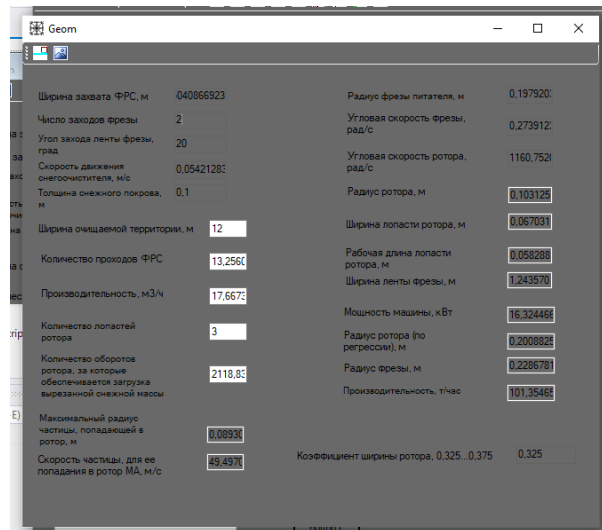 Geom
Ширина захвата ФРС, м
040866923
Число заходов фрезы
2
Угол захода ленты фрезы,
град
20
Скорость движения
снегоочистителя, м/с
0,05421283
Толщина снежного покрова,
м
0,1
Ширина очищаемой территории, м
12
Количество проходов ФРС
13,2560
Производительность, м3/ч
17,6673
Количество лопастей
ротора
3
Количество оборотов
ротора, за которые
обеспечивается загрузка
вырезанной снежной массы
2118,83
Максимальный радиус
частицы, попадающей в
ротор, м
0,0893
Скорость частицы, для ее
попадания в ротор МА, м/с
49,4970
Радиус фрезы питателя, м
0,197920
Угловая скорость фрезы,
рад/с
0,273912
Угловая скорость ротора,
рад/с
1160,7520
Радиус ротора, м
0,103125
Ширина лопасти ротора, м
0,067031
Рабочая длина лопасти
ротора, м
0,058288
Ширина ленты фрезы, м
1,243570
Мощность машины, кВт
16,324466
Радиус ротора (по
регрессии), м
0,2008825
Радиус фрезы, м
0,2286781
Производительность, т/час
101,35465
Коэффициент ширины ротора, 0,325...0,375
0,325